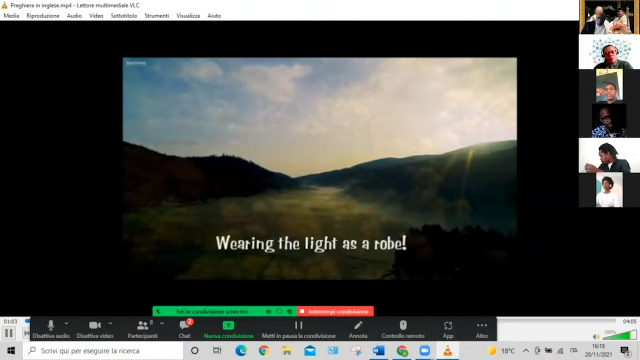 Preghiera in inglese.mp4 - Lettore multimediale VLC
Media Riproduzione Audio Video Sottotitolo Strumenti Visualizza Aiuto
Wearing the light as a robe!
01:03
04:05
Sei in condivisione schermo
Interrompi condivisione
2
Disattiva audio Disattiva video Partecipanti Chat Nuova condivisione Metti in pausa la condivisione Annota Controllo remoto App Altro
100%
Scrivi qui per eseguire la ricerca
18°C
ITA
16:18
20/11/2021